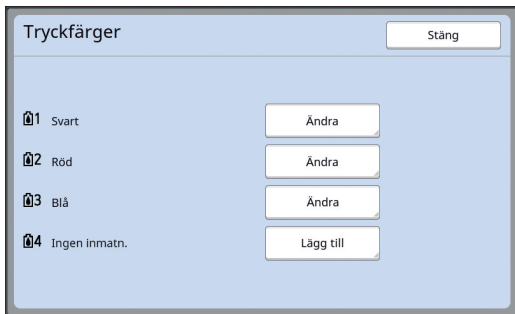 Tryckfärger
Stäng
1 Svart Ändra
2 Röd Ändra
3 Blå Ändra
4 Ingen inmatn. Lägg till